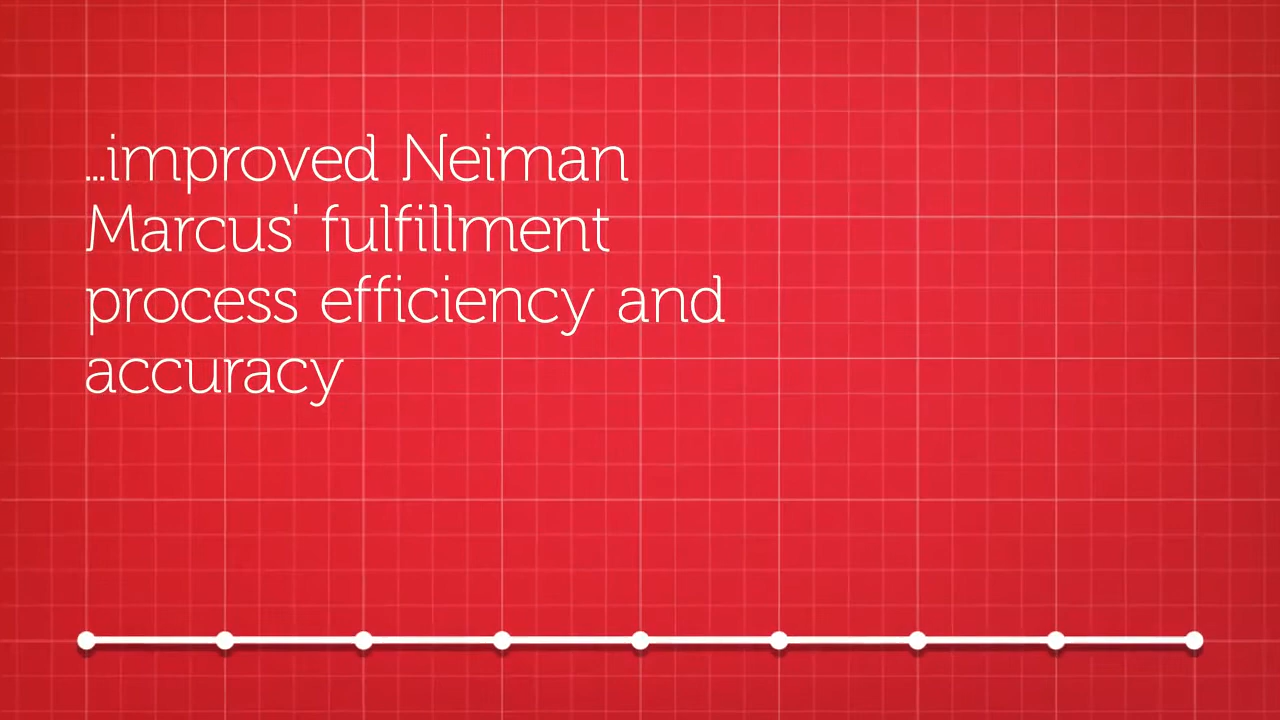 ...improved Neiman
Marcus' fulfillment
process efficiency and
accuracy